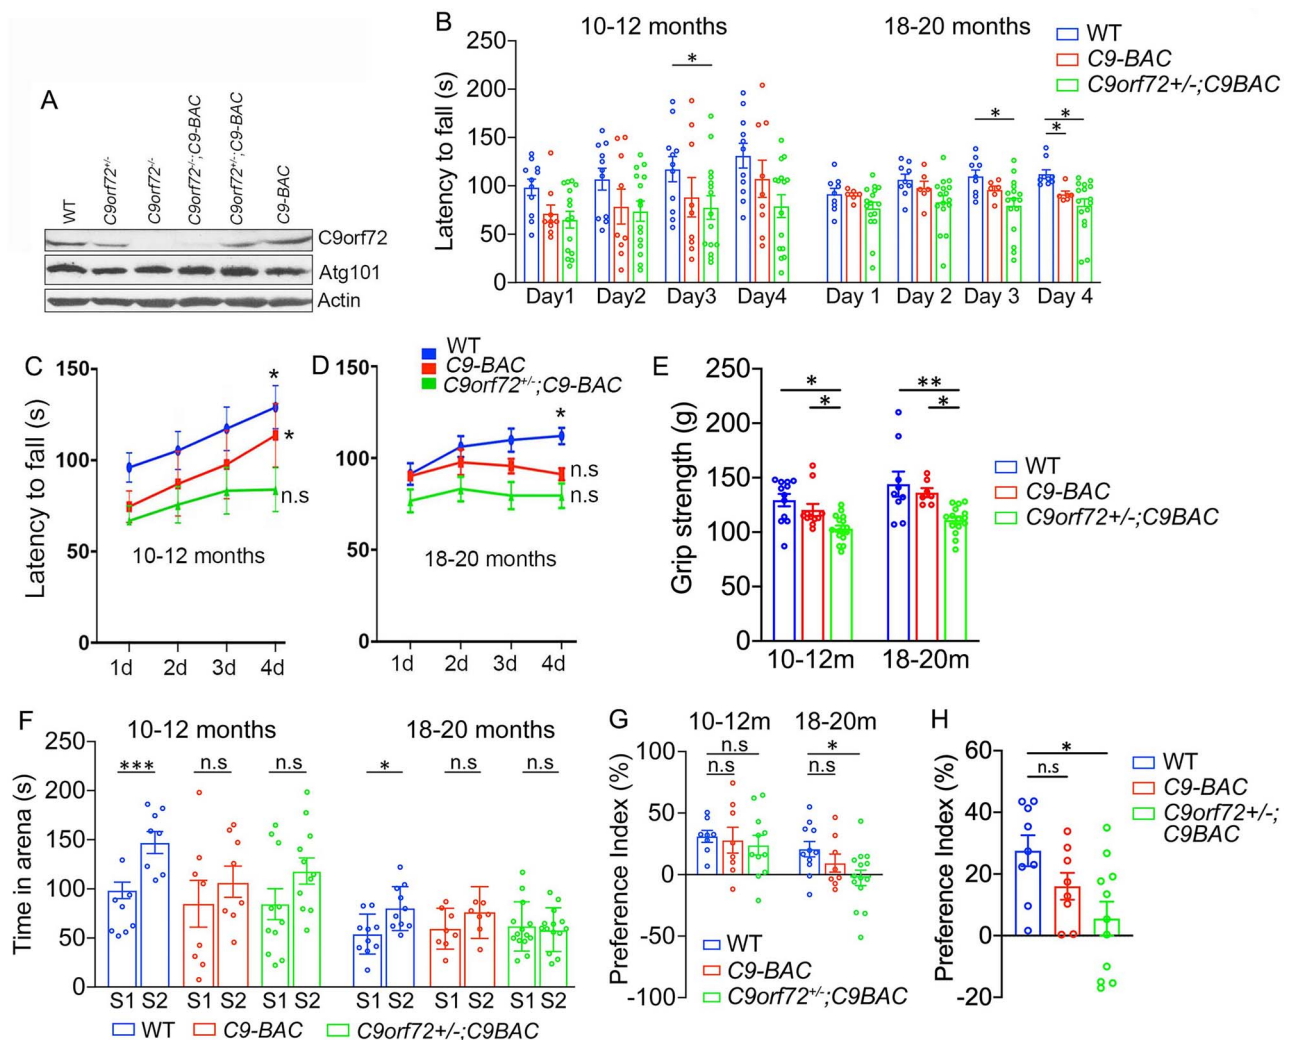 A
WT
C9orf72+/-
C9orf72-/-
C9orf72-/-;C9-BAC
C9orf72+/-;C9-BAC
C9-BAC
C9orf72
Atg101
Actin
B
10-12 months
18-20 months
WT
C9-BAC
C9orf72+/-;C9BAC
Latency to fall (s)
250
200
150
100
50
0
*
*
*
*
Day1
Day2
Day3
Day4
Day 1
Day 2
Day 3
Day 4
C
Latency to fall (s)
150
100
50
0
*
*
n.s
10-12 months
1d
2d
3d
4d
D
WT
C9-BAC
C9orf72+/-;C9-BAC
150
100
50
0
*
n.s
n.s
18-20 months
1d
2d
3d
4d
E
Grip strength (g)
250
200
150
100
50
0
*
*
**
*
10-12m
18-20m
WT
C9-BAC
C9orf72+/-;C9BAC
F
10-12 months
18-20 months
Time in arena (s)
250
200
150
100
50
0
***
n.s
n.s
*
n.s
n.s
S1 S2
S1 S2
S1 S2
S1 S2
S1 S2
S1 S2
WT
C9-BAC
C9orf72+/-;C9BAC
G
10-12m
18-20m
Preference Index (%)
100
50
0
-50
-100
n.s
n.s
*
n.s
WT
C9-BAC
C9orf72+/-;C9BAC
H
Preference Index (%)
60
40
20
0
-20
*
n.s
WT
C9-BAC
C9orf72+/-;
C9BAC